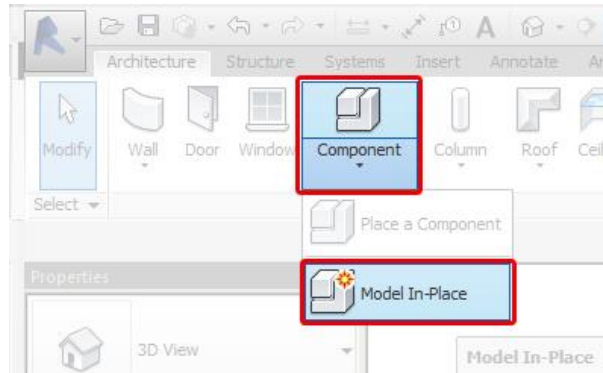 Architecture Structure Systems Insert Annotate
Modify Wall Door Window Component Column Roof
Select
Place a Component
Properties
Model In-Place
3D View
Model In-Place